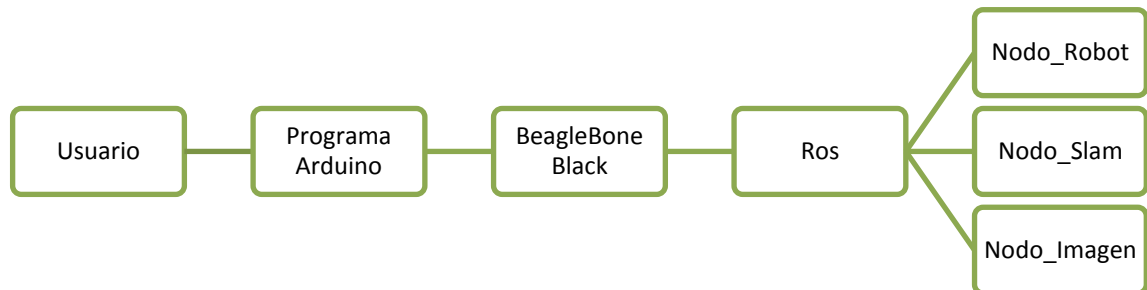 Usuario
Programa
Arduino
BeagleBone
Black
Ros
Nodo_Robot
Nodo_Slam
Nodo_Imagen